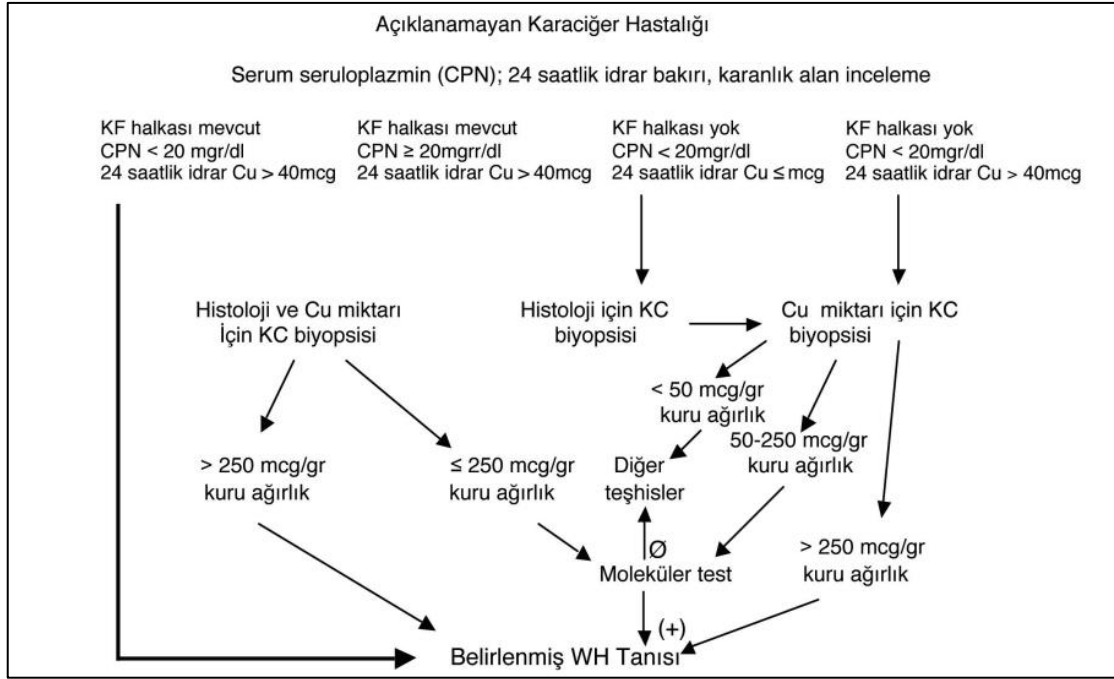 Açıklanamayan Karaciğer Hastalığı
Serum seruloplazmin (CPN); 24 saatlik idrar bakırı, karanlık alan inceleme
KF halkası mevcut
CPN < 20 mgr/dl
24 saatlik idrar Cu > 40mcg
KF halkası mevcut
CPN ≥ 20mgrr/dl
24 saatlik idrar Cu > 40mcg
KF halkası yok
CPN < 20mgr/dl
24 saatlik idrar Cu ≤ mcg
KF halkası yok
CPN < 20mgr/dl
24 saatlik idrar Cu > 40mcg
Histoloji ve Cu miktarı
İçin KC biyopsisi
Histoloji için KC
biyopsisi
Cu miktarı için KC
biyopsisi
< 50 mcg/gr
kuru ağırlık
50-250 mcg/gr
kuru ağırlık
> 250 mcg/gr
kuru ağırlık
≤ 250 mcg/gr
kuru ağırlık
Diğer
teşhisler
> 250 mcg/gr
kuru ağırlık
Ø
Moleküler test
(+)
Belirlenmiş WH Tanısı